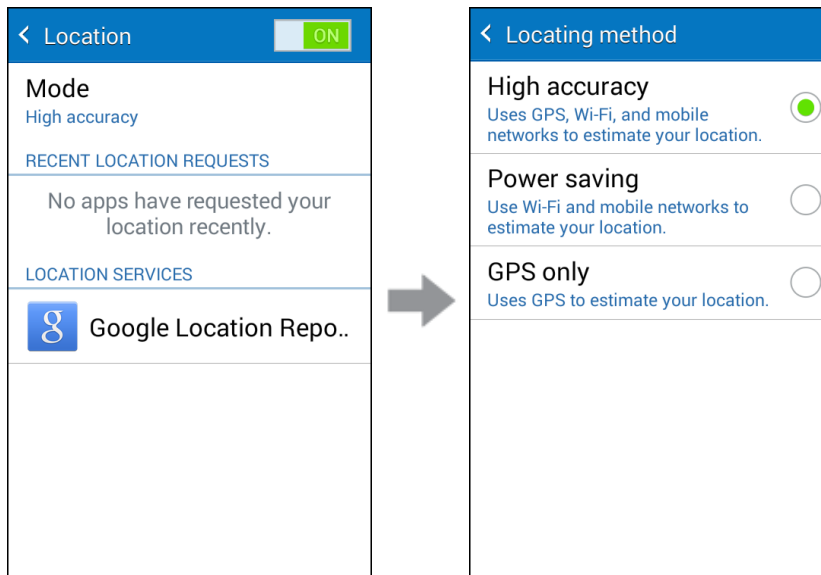 Location
ON
Mode
High accuracy
RECENT LOCATION REQUESTS
No apps have requested your
location recently.
LOCATION SERVICES
g
Google Location Repo..
Locating method
High accuracy
Uses GPS, Wi-Fi, and mobile
networks to estimate your location.
Power saving
Use Wi-Fi and mobile networks to
estimate your location.
GPS only
Uses GPS to estimate your location.